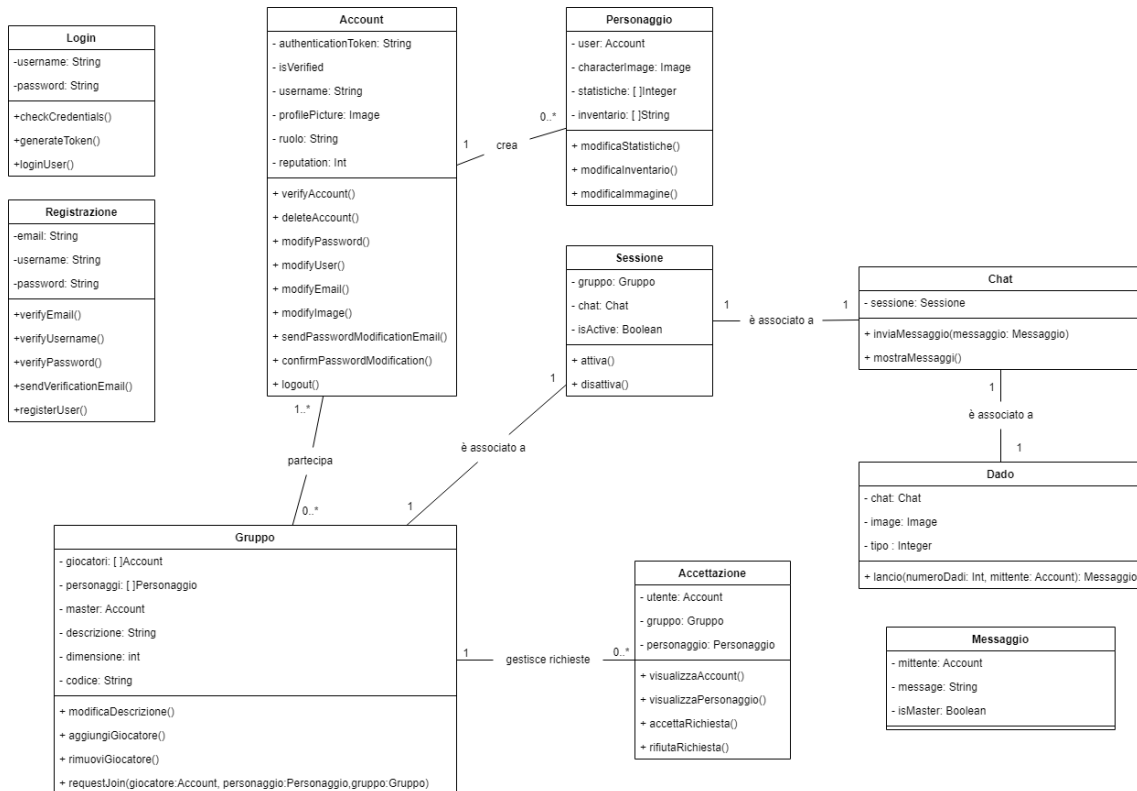 Login
-username: String
-password: String
+checkCredentials()
+generateToken()
+loginUser()
Registrazione
-email: String
-username: String
-password: String
+verifyEmail()
+verifyUsername()
+verifyPassword()
+sendVerificationEmail()
+registerUser()
Account
- authenticationToken: String
- isVerified
- username: String
- profilePicture: Image
- ruolo: String
- reputation: Int
+ verifyAccount()
+ deleteAccount()
+ modifyPassword()
+ modifyUser()
+ modifyEmail()
+ modifyImage()
+ sendPasswordModificationEmail()
+ confirmPasswordModification()
+ logout()
1
crea
0..*
Personaggio
- user: Account
- characterImage: Image
- statistiche: [ ]Integer
- inventario: [ ]String
+ modificaStatistiche()
+ modificaInventario()
+ modificaImmagine()
Sessione
- gruppo: Gruppo
- chat: Chat
- isActive: Boolean
+ attiva()
+ disattiva()
1
è associato a
1
Chat
- sessione: Sessione
+ inviaMessaggio(messaggio: Messaggio)
+ mostraMessaggi()
1
è associato a
1
Dado
- chat: Chat
- image: Image
- tipo : Integer
+ lancio(numeroDadi: Int, mittente: Account): Messaggio
1..*
partecipa
0..*
1
è associato a
1
Gruppo
- giocatori: [ ]Account
- personaggi: [ ]Personaggio
- master: Account
- descrizione: String
- dimensione: int
- codice: String
+ modificaDescrizione()
+ aggiungiGiocatore()
+ rimuoviGiocatore()
+ requestJoin(giocatore:Account, personaggio:Personaggio,gruppo:Gruppo)
1
gestisce richieste
0..*
Accettazione
- utente: Account
- gruppo: Gruppo
- personaggio: Personaggio
+ visualizzaAccount()
+ visualizzaPersonaggio()
+ accettaRichiesta()
+ rifiutaRichiesta()
Messaggio
- mittente: Account
- message: String
- isMaster: Boolean